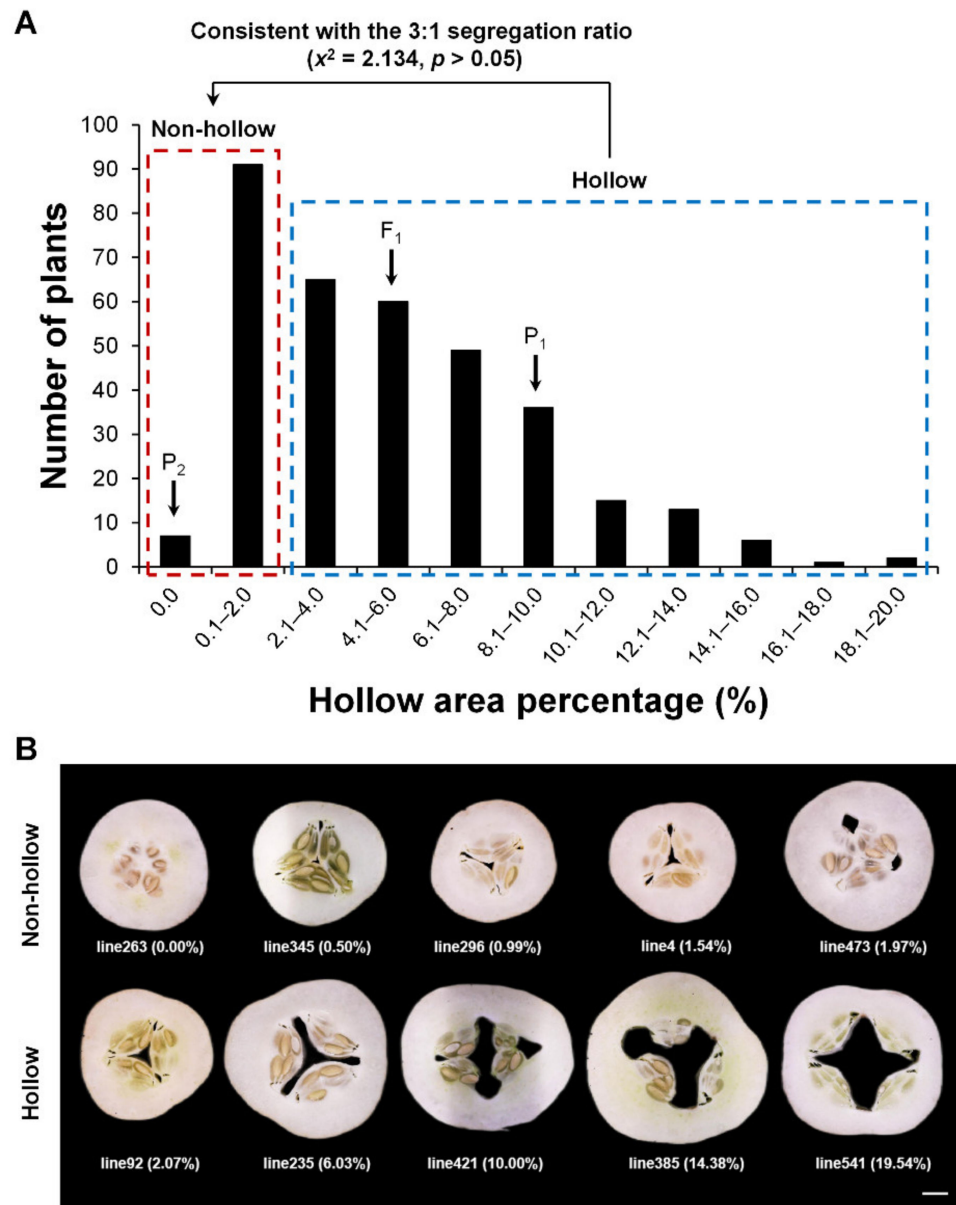 A
Consistent with the 3:1 segregation ratio
(x² = 2.134, p > 0.05)
Non-hollow
Hollow
F₁
P₁
P₂
Number of plants
100
90
80
70
60
50
40
30
20
10
0
0.0
0.1–2.0
2.1–4.0
4.1–6.0
6.1–8.0
8.1–10.0
10.1–12.0
12.1–14.0
14.1–16.0
16.1–18.0
18.1–20.0
Hollow area percentage (%)
B
Non-hollow
line263 (0.00%)
line345 (0.50%)
line296 (0.99%)
line4 (1.54%)
line473 (1.97%)
Hollow
line92 (2.07%)
line235 (6.03%)
line421 (10.00%)
line385 (14.38%)
line541 (19.54%)